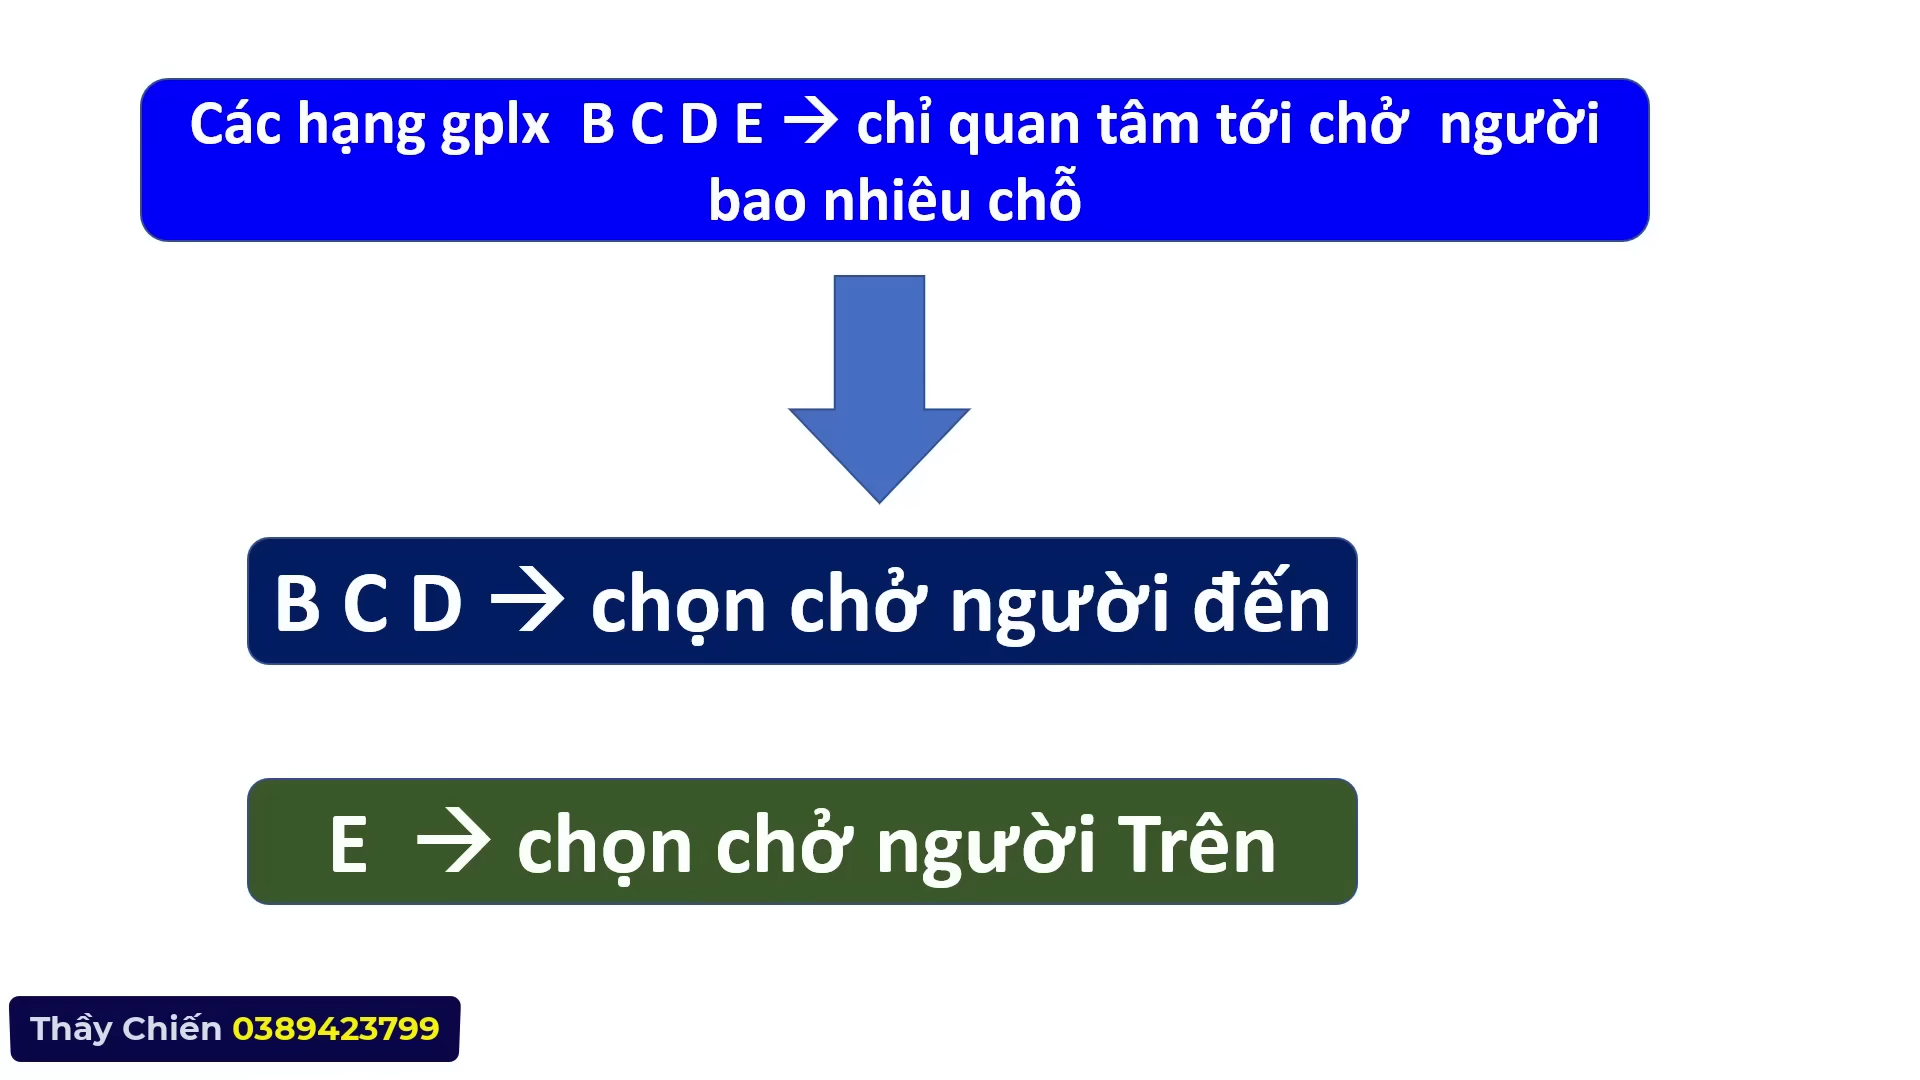 Các hạng gplx B C D E → chỉ quan tâm tới chở người
bao nhiêu chỗ
B C D → chọn chở người đến
E → chọn chở người Trên
Thầy Chiến 0389423799